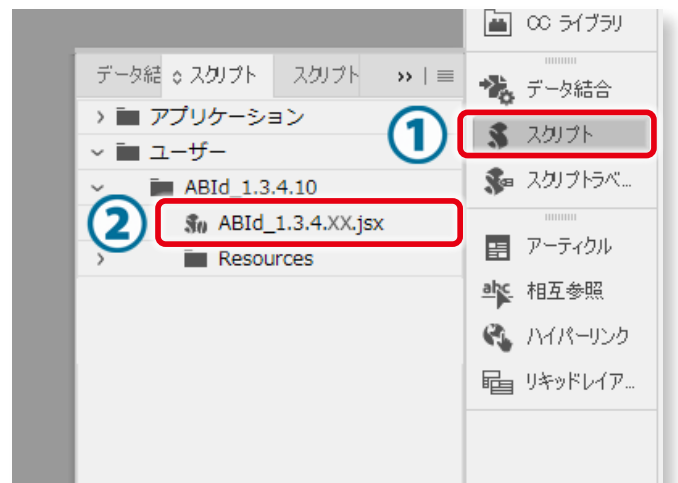 データ結
スクリプト
スクリプト
アプリケーション
ユーザー
ABId_1.3.4.10
②
ABId_1.3.4.XX.jsx
Resources
CC ライブラリ
データ結合
①
スクリプト
スクリプトラベ...
アーティクル
abc
相互参照
ハイパーリンク
リキッドレイア...